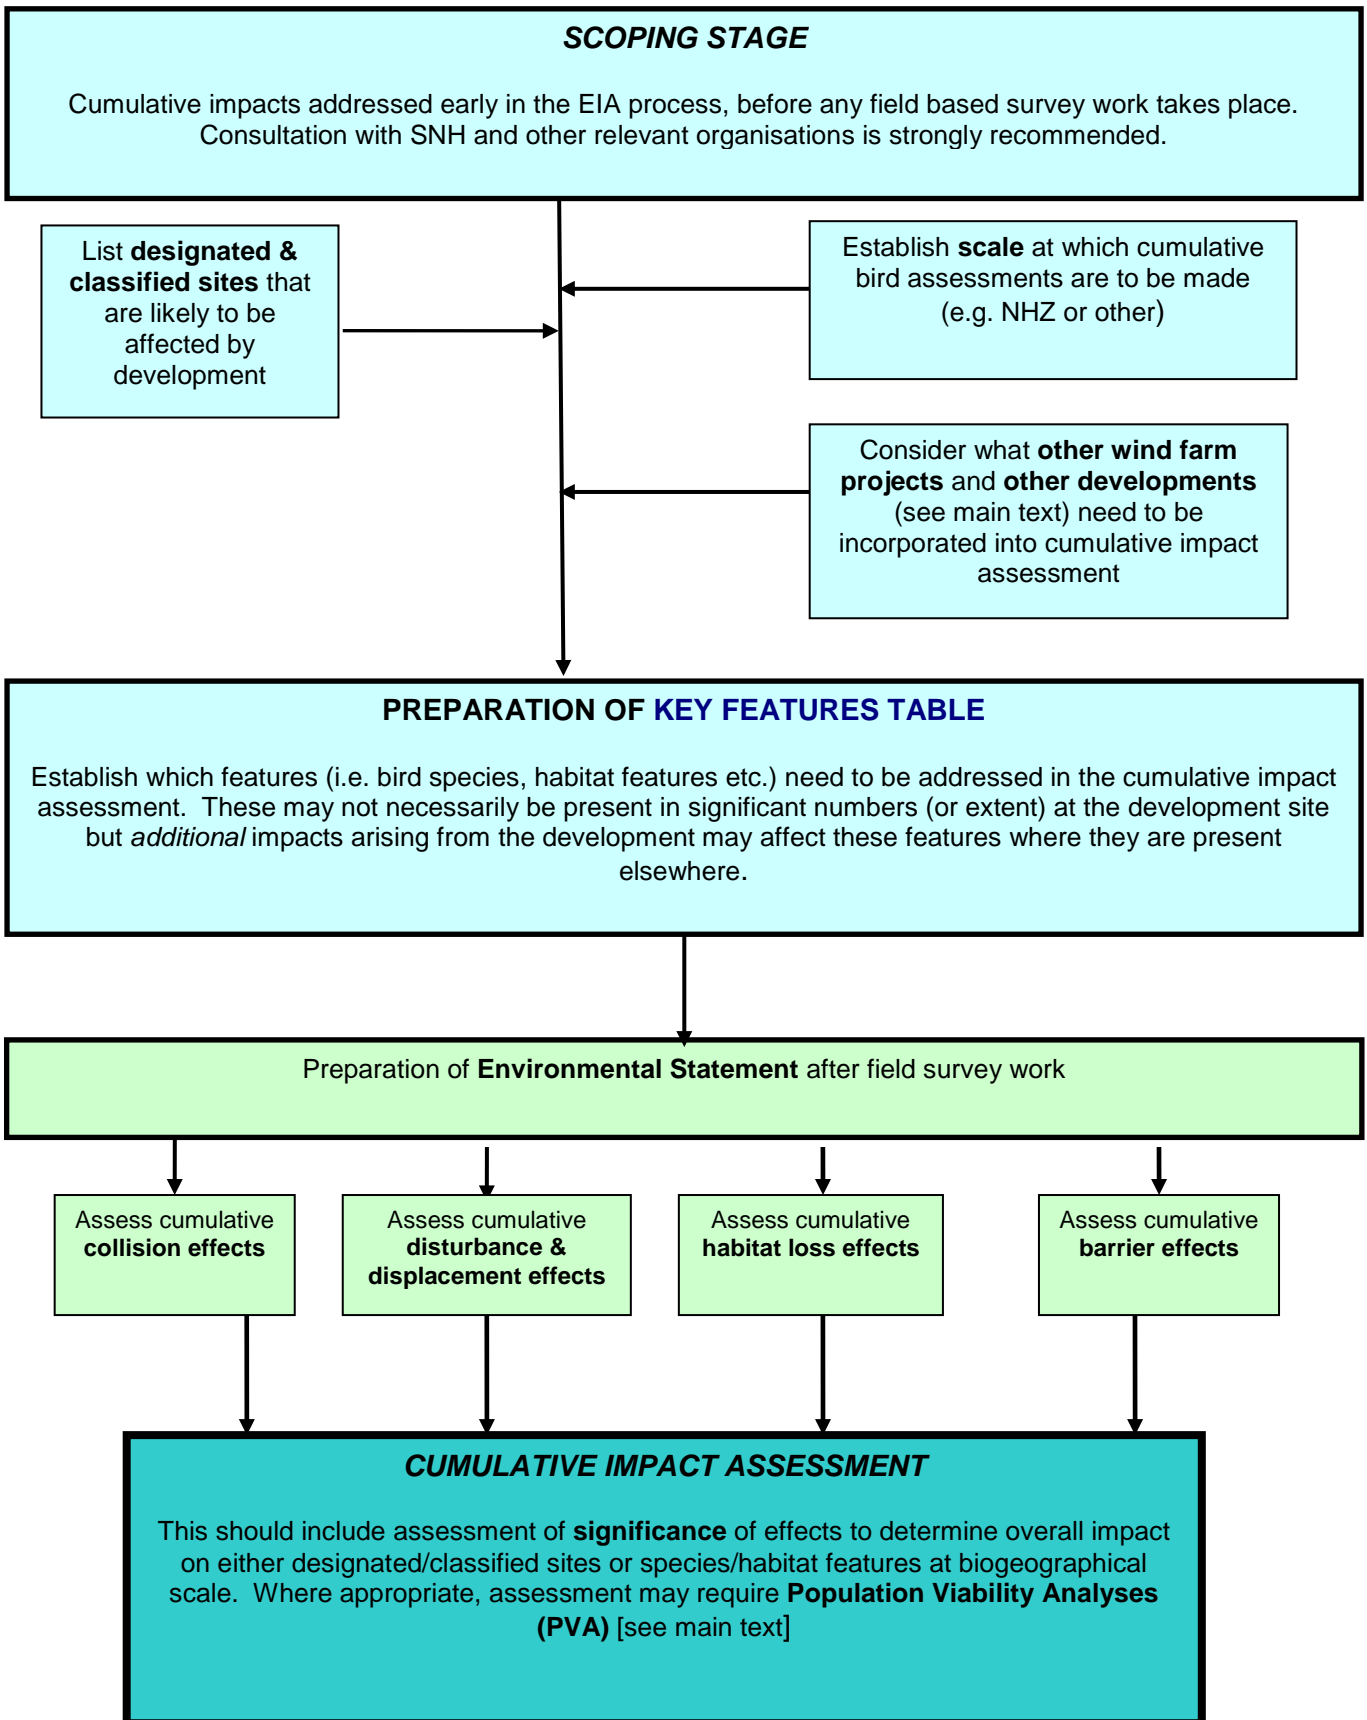 SCOPING STAGE
Cumulative impacts addressed early in the EIA process, before any field based survey work takes place.
Consultation with SNH and other relevant organisations is strongly recommended.
List designated &
classified sites that
are likely to be
affected by
development
Establish scale at which cumulative
bird assessments are to be made
(e.g. NHZ or other)
Consider what other wind farm
projects and other developments
(see main text) need to be
incorporated into cumulative impact
assessment
PREPARATION OF KEY FEATURES TABLE
Establish which features (i.e. bird species, habitat features etc.) need to be addressed in the cumulative impact
assessment. These may not necessarily be present in significant numbers (or extent) at the development site
but additional impacts arising from the development may affect these features where they are present
elsewhere.
Preparation of Environmental Statement after field survey work
Assess cumulative
collision effects
Assess cumulative
disturbance &
displacement effects
Assess cumulative
habitat loss effects
Assess cumulative
barrier effects
CUMULATIVE IMPACT ASSESSMENT
This should include assessment of significance of effects to determine overall impact
on either designated/classified sites or species/habitat features at biogeographical
scale. Where appropriate, assessment may require Population Viability Analyses
(PVA) [see main text]